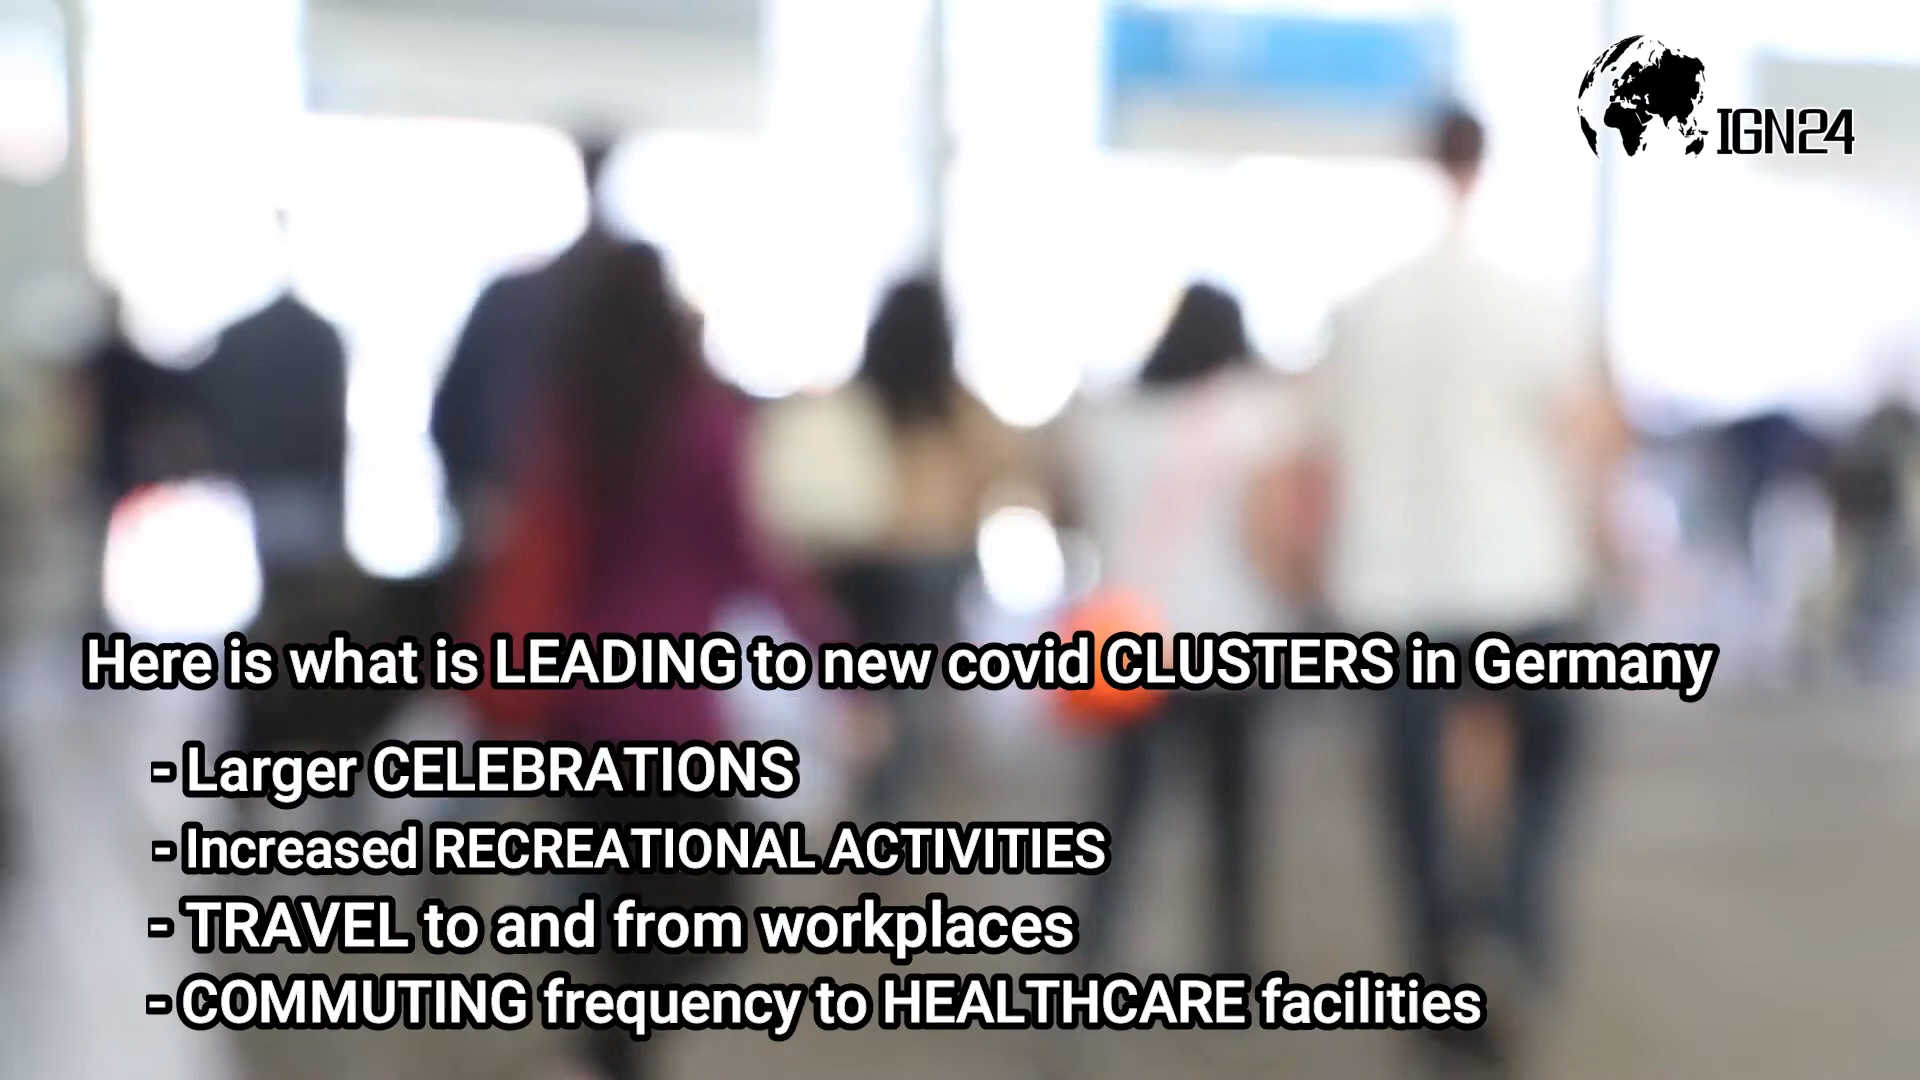 IGN24
Here is what is LEADING to new covid CLUSTERS in Germany
- Larger CELEBRATIONS
- Increased RECREATIONAL ACTIVITIES
- TRAVEL to and from workplaces
- COMMUTING frequency to HEALTHCARE facilities